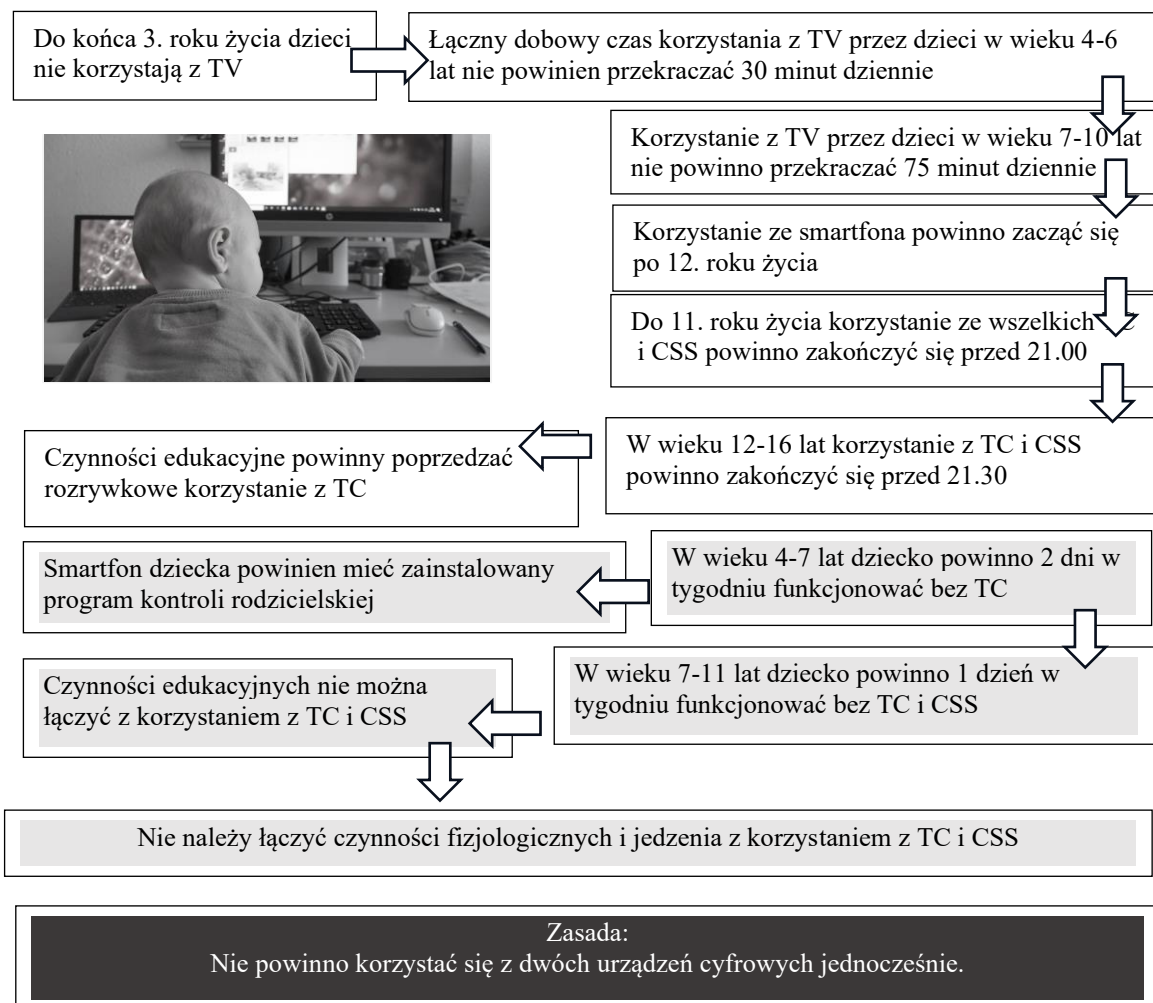 Do końca 3. roku życia dzieci
nie korzystają z TV
Łączny dobowy czas korzystania z TV przez dzieci w wieku 4-6
lat nie powinien przekraczać 30 minut dziennie
Korzystanie z TV przez dzieci w wieku 7-10 lat
nie powinno przekraczać 75 minut dziennie
Korzystanie ze smartfona powinno zacząć się
po 12. roku życia
Do 11. roku życia korzystanie ze wszelkich
i CSS powinno zakończyć się przed 21.00
W wieku 12-16 lat korzystanie z TC i CSS
powinno zakończyć się przed 21.30
Czynności edukacyjne powinny poprzedzać
rozrywkowe korzystanie z TC
W wieku 4-7 lat dziecko powinno 2 dni w
tygodniu funkcjonować bez TC
Smartfon dziecka powinien mieć zainstalowany
program kontroli rodzicielskiej
W wieku 7-11 lat dziecko powinno 1 dzień w
tygodniu funkcjonować bez TC i CSS
Czynności edukacyjnych nie można
łączyć z korzystaniem z TC i CSS
Nie należy łączyć czynności fizjologicznych i jedzenia z korzystaniem z TC i CSS
Zasada:
Nie powinno korzystać się z dwóch urządzeń cyfrowych jednocześnie.